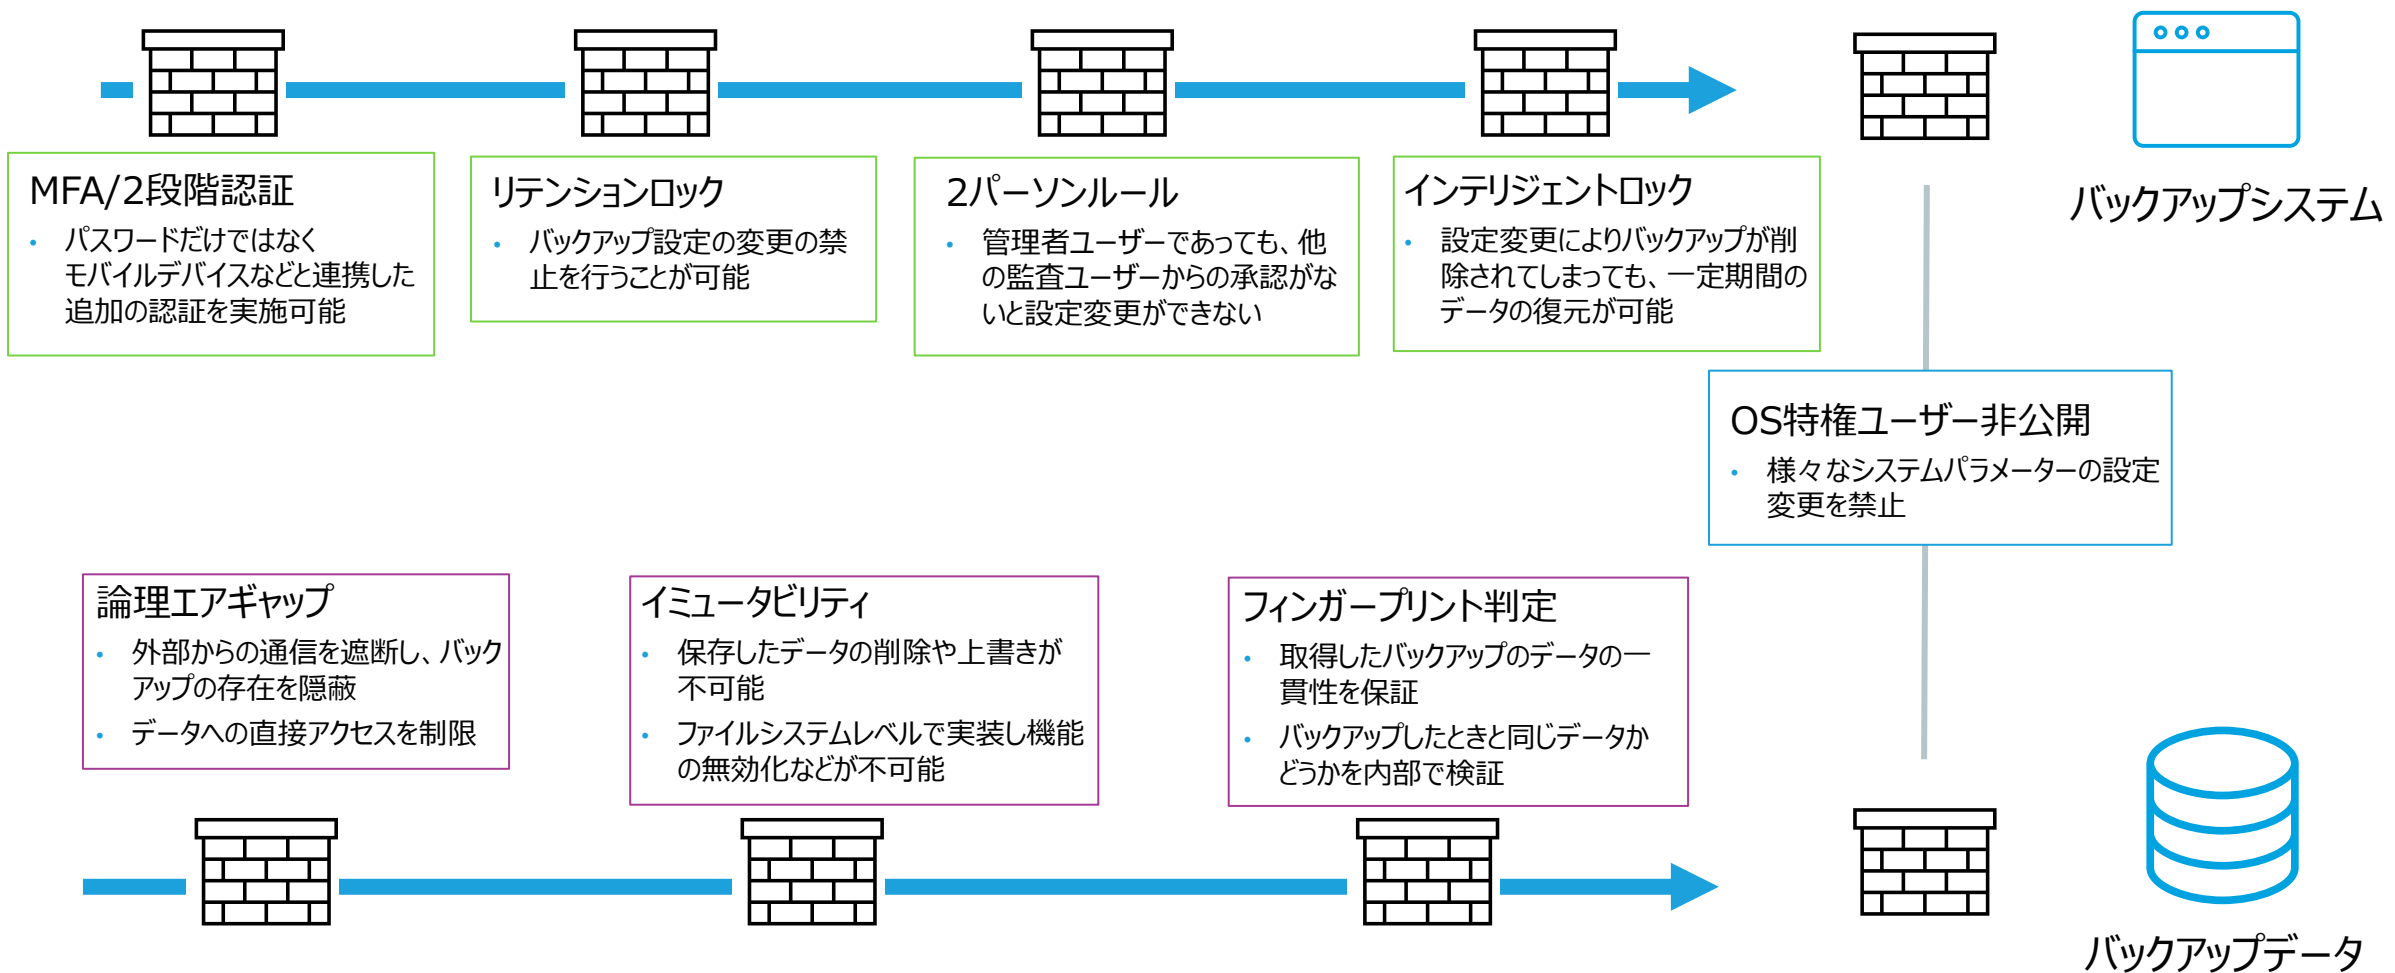 MFA/2段階認証
• パスワードだけではなく
モバイルデバイスなどと連携した
追加の認証を実施可能
リテンションロック
• バックアップ設定の変更の禁
止を行うことが可能
2パーソンルール
• 管理者ユーザーであっても、他
の監査ユーザーからの承認がな
いと設定変更ができない
インテリジェントロック
• 設定変更によりバックアップが削
除されてしまっても、一定期間の
データの復元が可能
バックアップシステム
OS特権ユーザー非公開
• 様々なシステムパラメーターの設定
変更を禁止
論理エアギャップ
• 外部からの通信を遮断し、バック
アップの存在を隠蔽
• データへの直接アクセスを制限
イミュータビリティ
• 保存したデータの削除や上書きが
不可能
• ファイルシステムレベルで実装し機能
の無効化などが不可能
フィンガープリント判定
• 取得したバックアップのデータの一
貫性を保証
• バックアップしたときと同じデータか
どうかを内部で検証
バックアップデータ